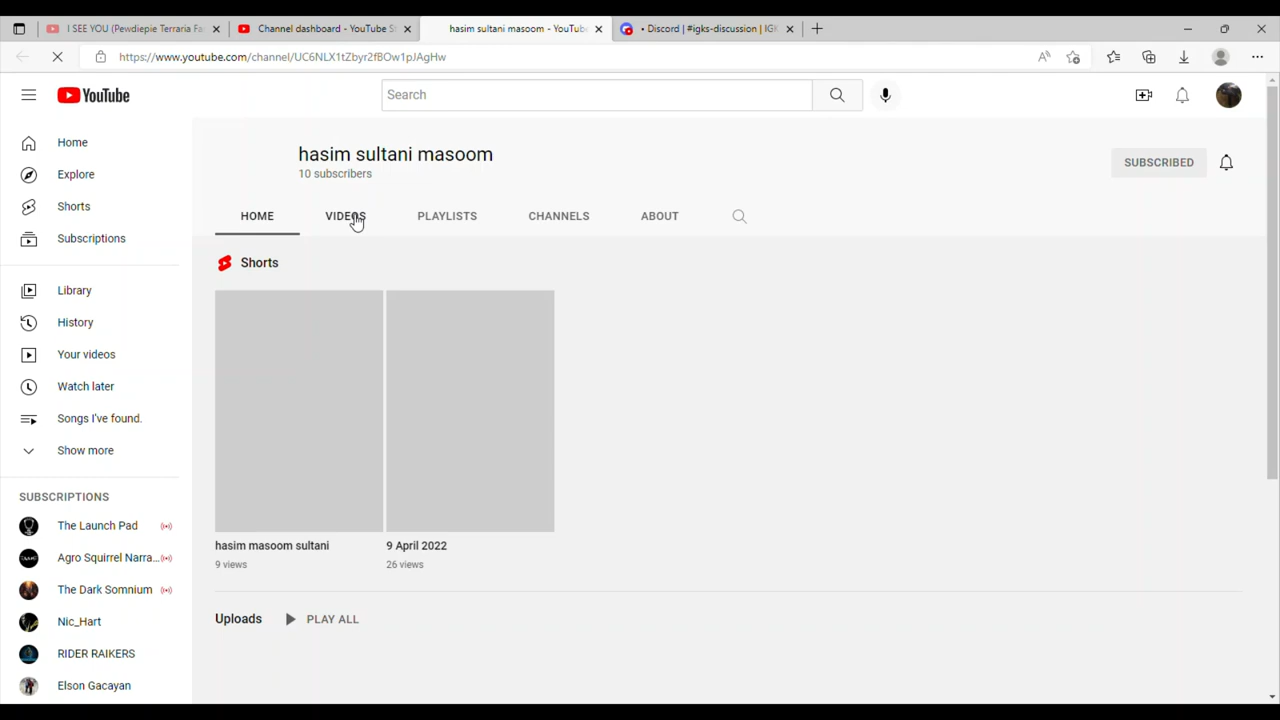 I SEE YOU (Pewdiepie Terraria Fa
Channel dashboard - YouTube St
hasim sultani masoom - YouTube
• Discord | #igks-discussion | IGK
https://www.youtube.com/channel/UC6NLX1tZbyr2fBOw1pJAgHw
YouTube
Search
Home
Explore
Shorts
Subscriptions
Library
History
Your videos
Watch later
Songs I've found.
Show more
SUBSCRIPTIONS
The Launch Pad
Agro Squirrel Narra...
The Dark Somnium
Nic_Hart
RIDER RAIKERS
Elson Gacayan
hasim sultani masoom
10 subscribers
SUBSCRIBED
HOME VIDEOS PLAYLISTS CHANNELS ABOUT
Shorts
hasim masoom sultani
9 views
9 April 2022
26 views
Uploads PLAY ALL